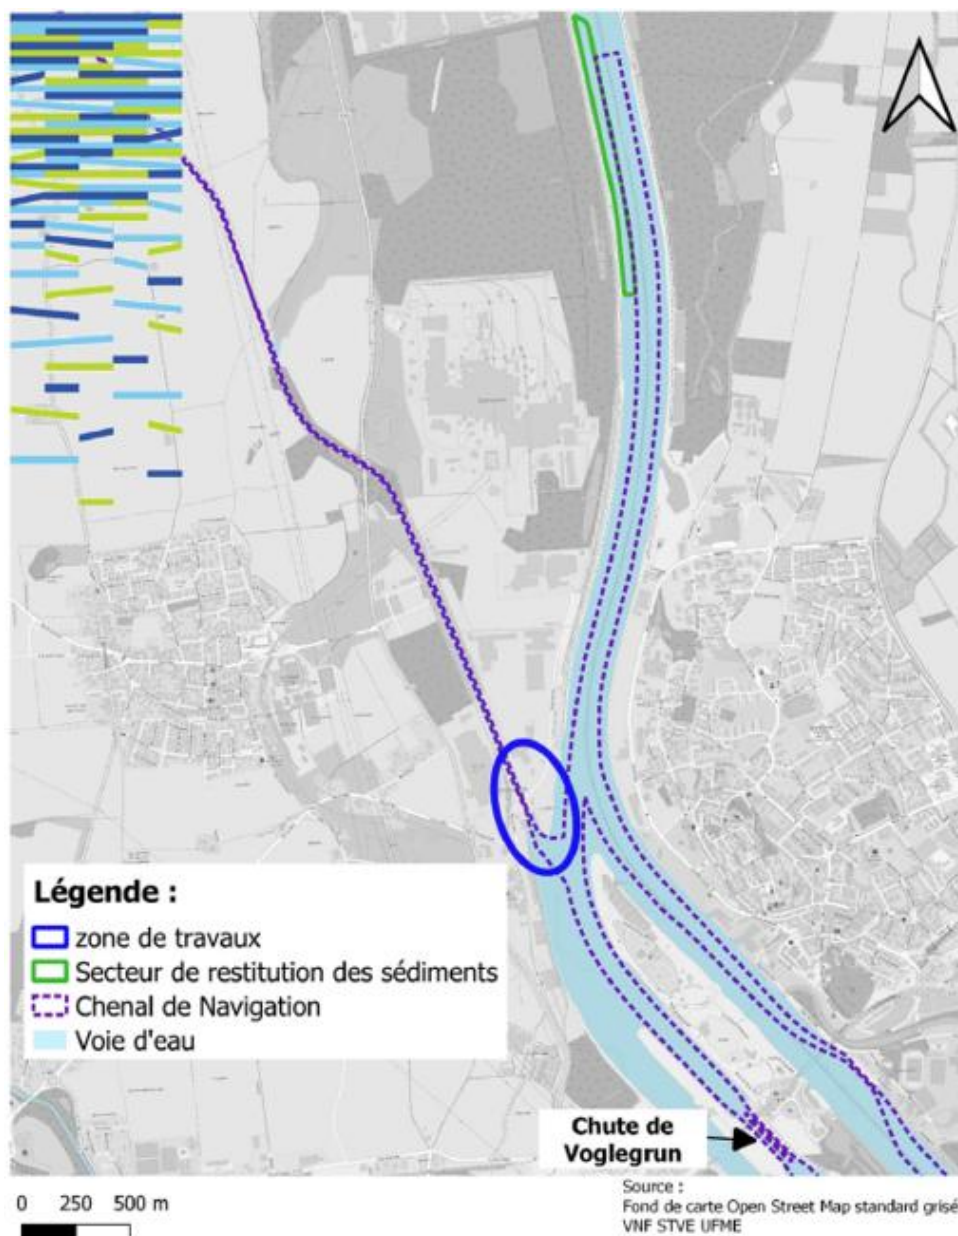 Légende :
zone de travaux
Secteur de restitution des sédiments
Chenal de Navigation
Voie d'eau
Chute de
Voglegrun
0 250 500 m
Source :
Fond de carte Open Street Map standard grisé
VNF STVE UFME